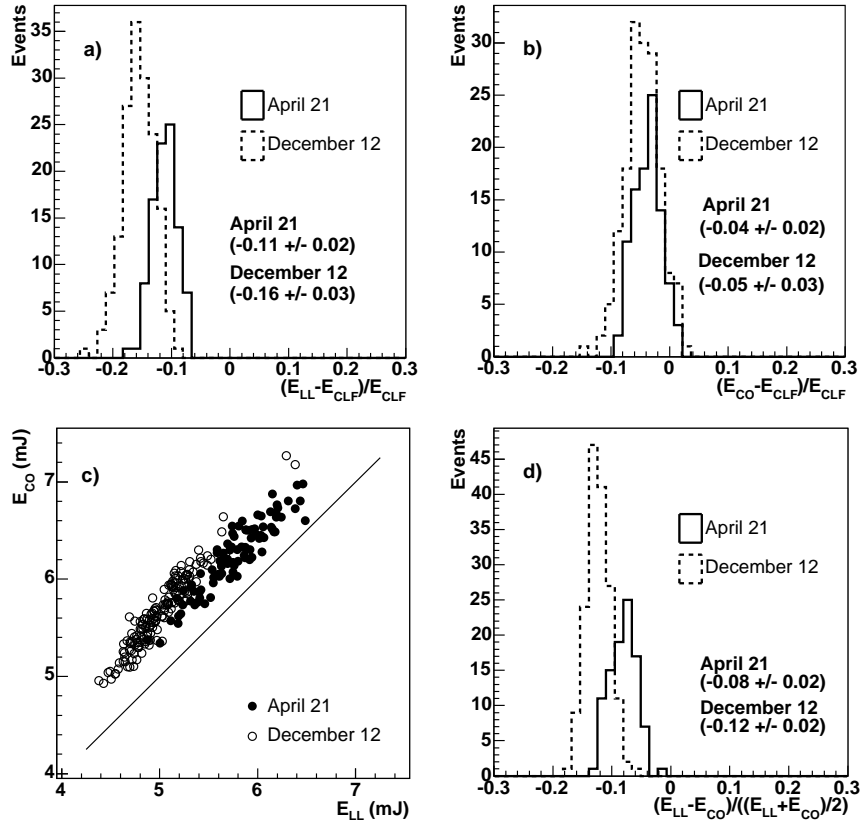 Events
a)
April 21
December 12
April 21
(-0.11 +/- 0.02)
December 12
(-0.16 +/- 0.03)
35
30
25
20
15
10
5
0
-0.3 -0.2 -0.1 0 0.1 0.2 0.3
(E_LL-E_CLF)/E_CLF
Events
b)
April 21
December 12
April 21
(-0.04 +/- 0.02)
December 12
(-0.05 +/- 0.03)
30
25
20
15
10
5
0
-0.3 -0.2 -0.1 0 0.1 0.2 0.3
(E_CO-E_CLF)/E_CLF
E_CO (mJ)
c)
7
6
5
4
April 21
December 12
4 5 6 7
E_LL (mJ)
Events
d)
April 21
December 12
April 21
(-0.08 +/- 0.02)
December 12
(-0.12 +/- 0.02)
45
40
35
30
25
20
15
10
5
0
-0.3 -0.2 -0.1 0 0.1 0.2 0.3
(E_LL-E_CO)/((E_LL+E_CO)/2)